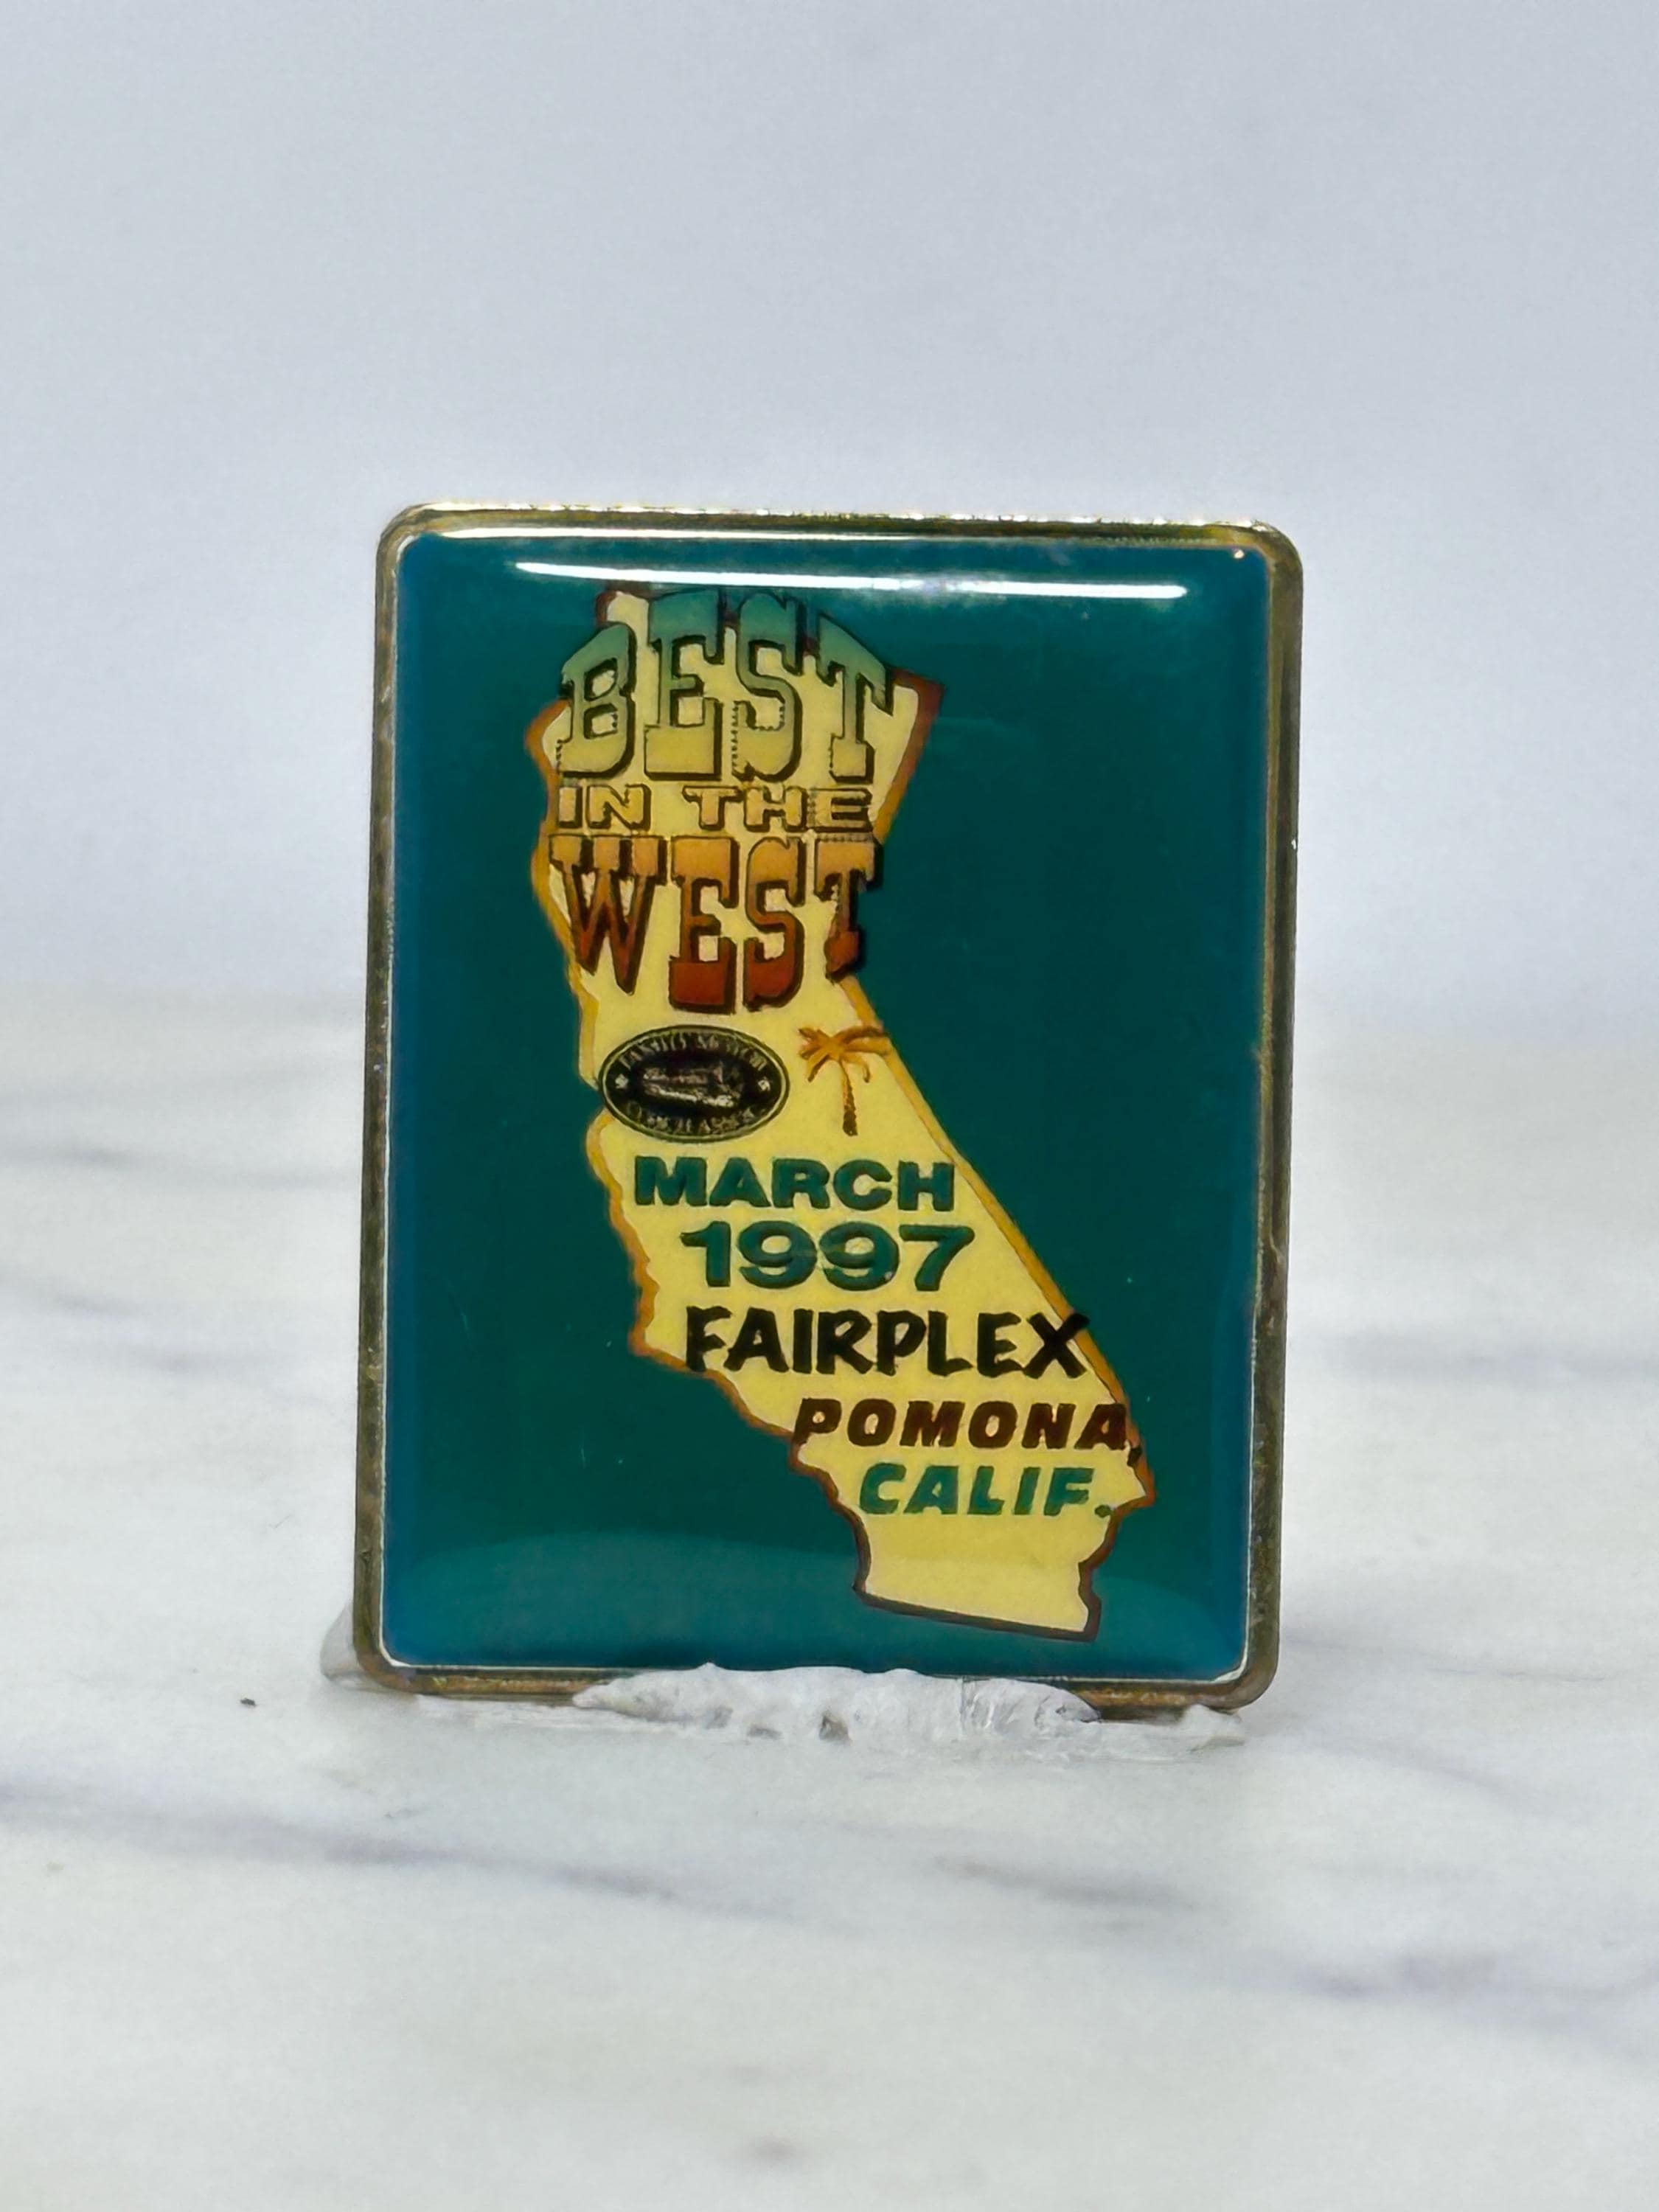 BEST
IN THE
WEST
MARCH
1997
FAIRPLEX
POMONA,
CALIF.